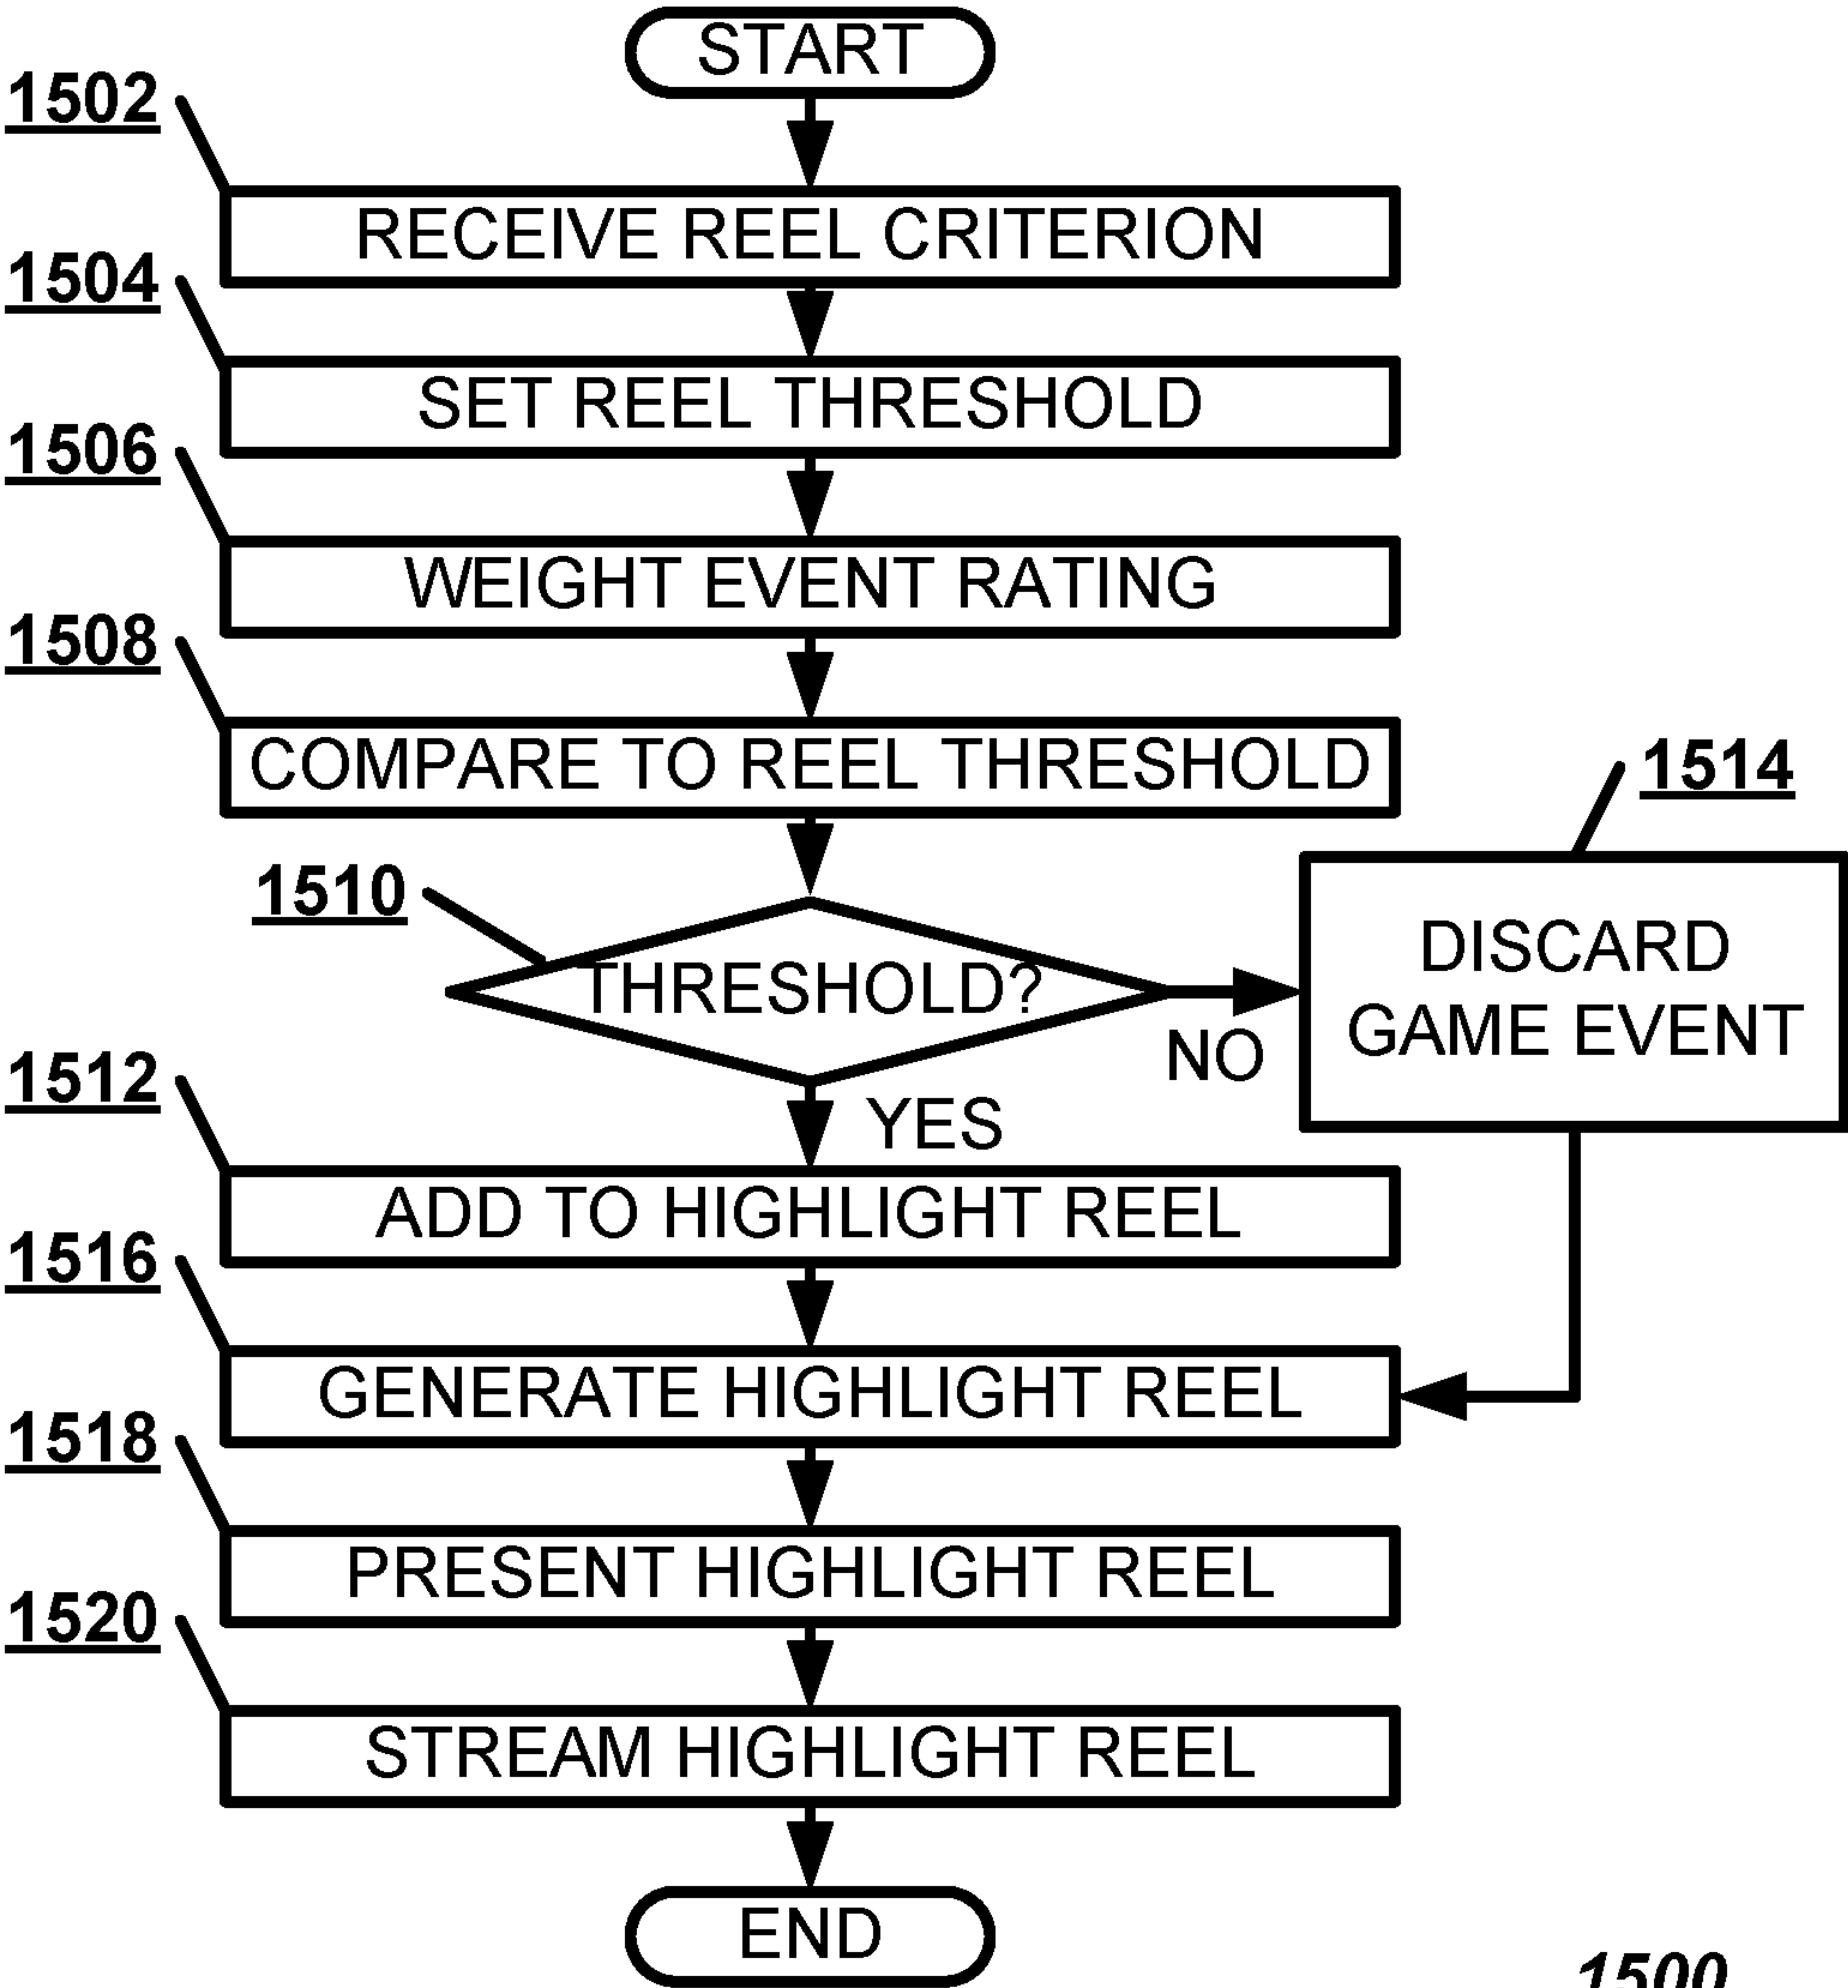 START
1502
RECEIVE REEL CRITERION
1504
SET REEL THRESHOLD
1506
WEIGHT EVENT RATING
1508
COMPARE TO REEL THRESHOLD
1514
1510
THRESHOLD?
DISCARD
GAME EVENT
NO
YES
1512
ADD TO HIGHLIGHT REEL
1516
GENERATE HIGHLIGHT REEL
1518
PRESENT HIGHLIGHT REEL
1520
STREAM HIGHLIGHT REEL
END
1500